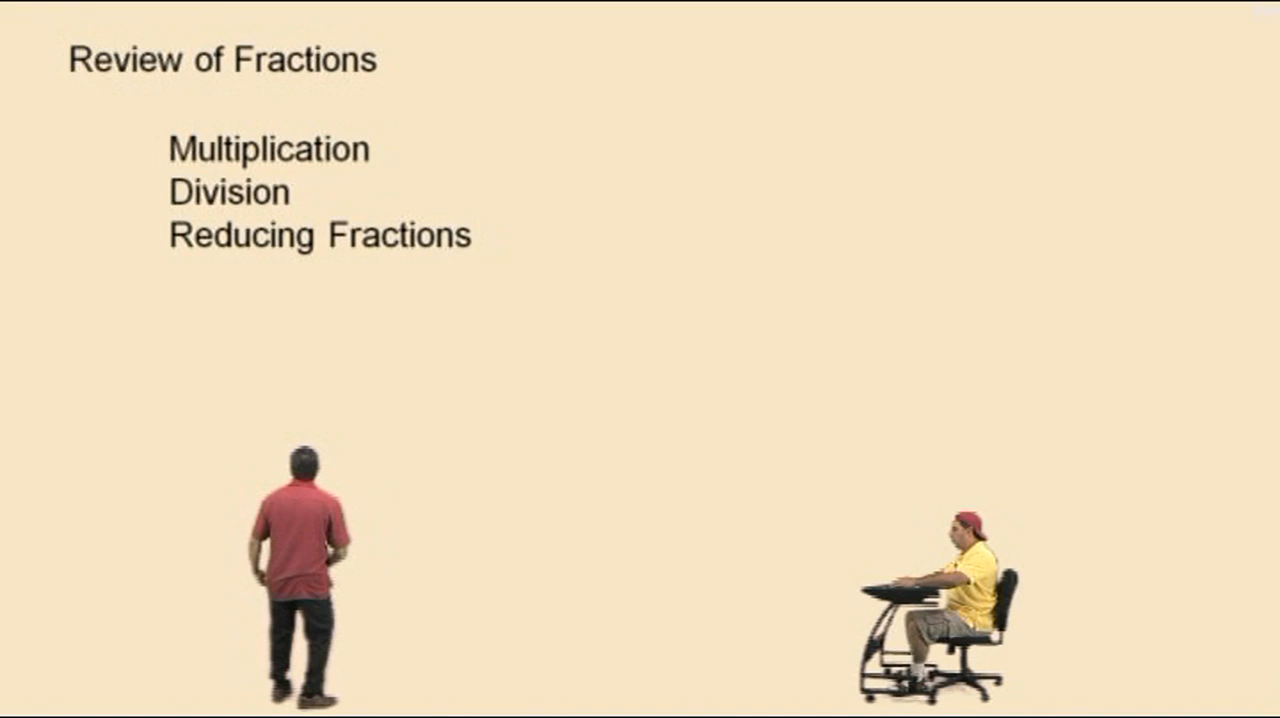 Review of Fractions
Multiplication
Division
Reducing Fractions